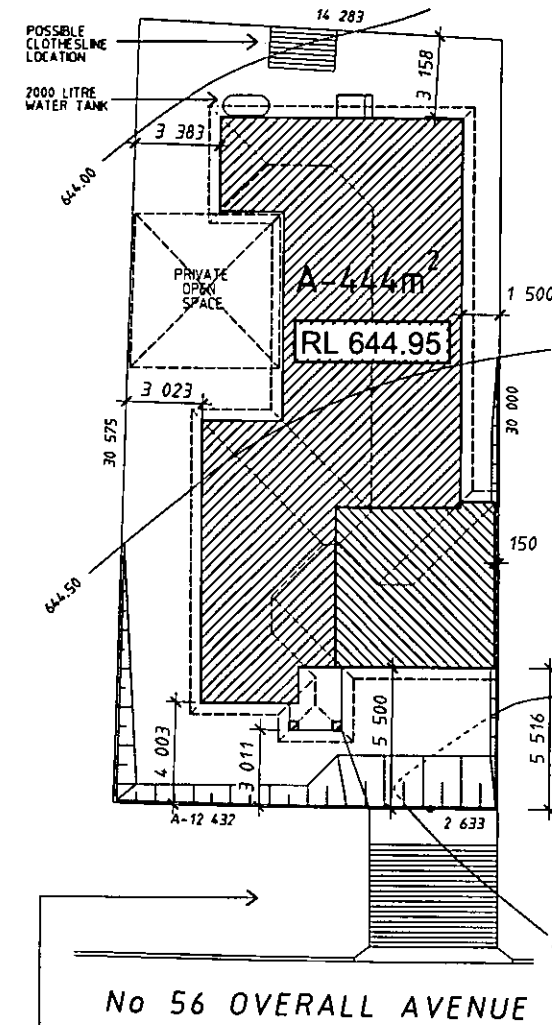 14 283
POSSIBLE
CLOTHESLINE
LOCATION
3 158
2000 LITRE
WATER TANK
3 383
644.00
PRIVATE
OPEN
SPACE
A-444m²
1 500
RL 644.95
3 023
30 575
30 000
150
644.50
4 003
3 011
5 500
5 516
A-12 432
2 633
No 56 OVERALL AVENUE